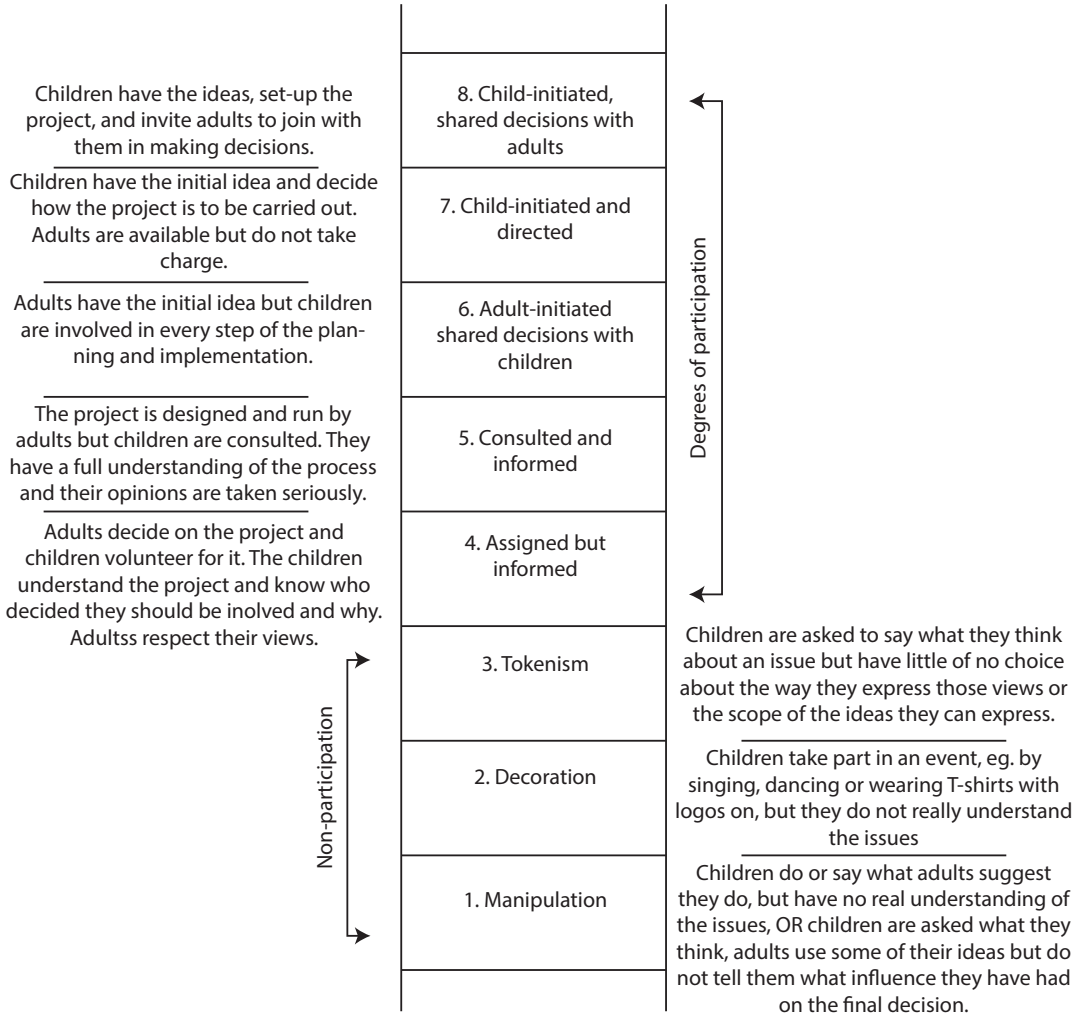 Children have the ideas, set-up the
project, and invite adults to join with
them in making decisions.
8. Child-initiated,
shared decisions with
adults
Children have the initial idea and decide
how the project is to be carried out.
Adults are available but do not take
charge.
7. Child-initiated and
directed
Adults have the initial idea but children
are involved in every step of the plan-
ning and implementation.
6. Adult-initiated
shared decisions with
children
Degrees of participation
The project is designed and run by
adults but children are consulted. They
have a full understanding of the process
and their opinions are taken seriously.
5. Consulted and
informed
Adults decide on the project and
children volunteer for it. The children
understand the project and know who
decided they should be inolved and why.
Adultss respect their views.
4. Assigned but
informed
Non-participation
3. Tokenism
Children are asked to say what they think
about an issue but have little of no choice
about the way they express those views or
the scope of the ideas they can express.
2. Decoration
Children take part in an event, eg. by
singing, dancing or wearing T-shirts with
logos on, but they do not really understand
the issues
1. Manipulation
Children do or say what adults suggest
they do, but have no real understanding of
the issues, OR children are asked what they
think, adults use some of their ideas but do
not tell them what influence they have had
on the final decision.